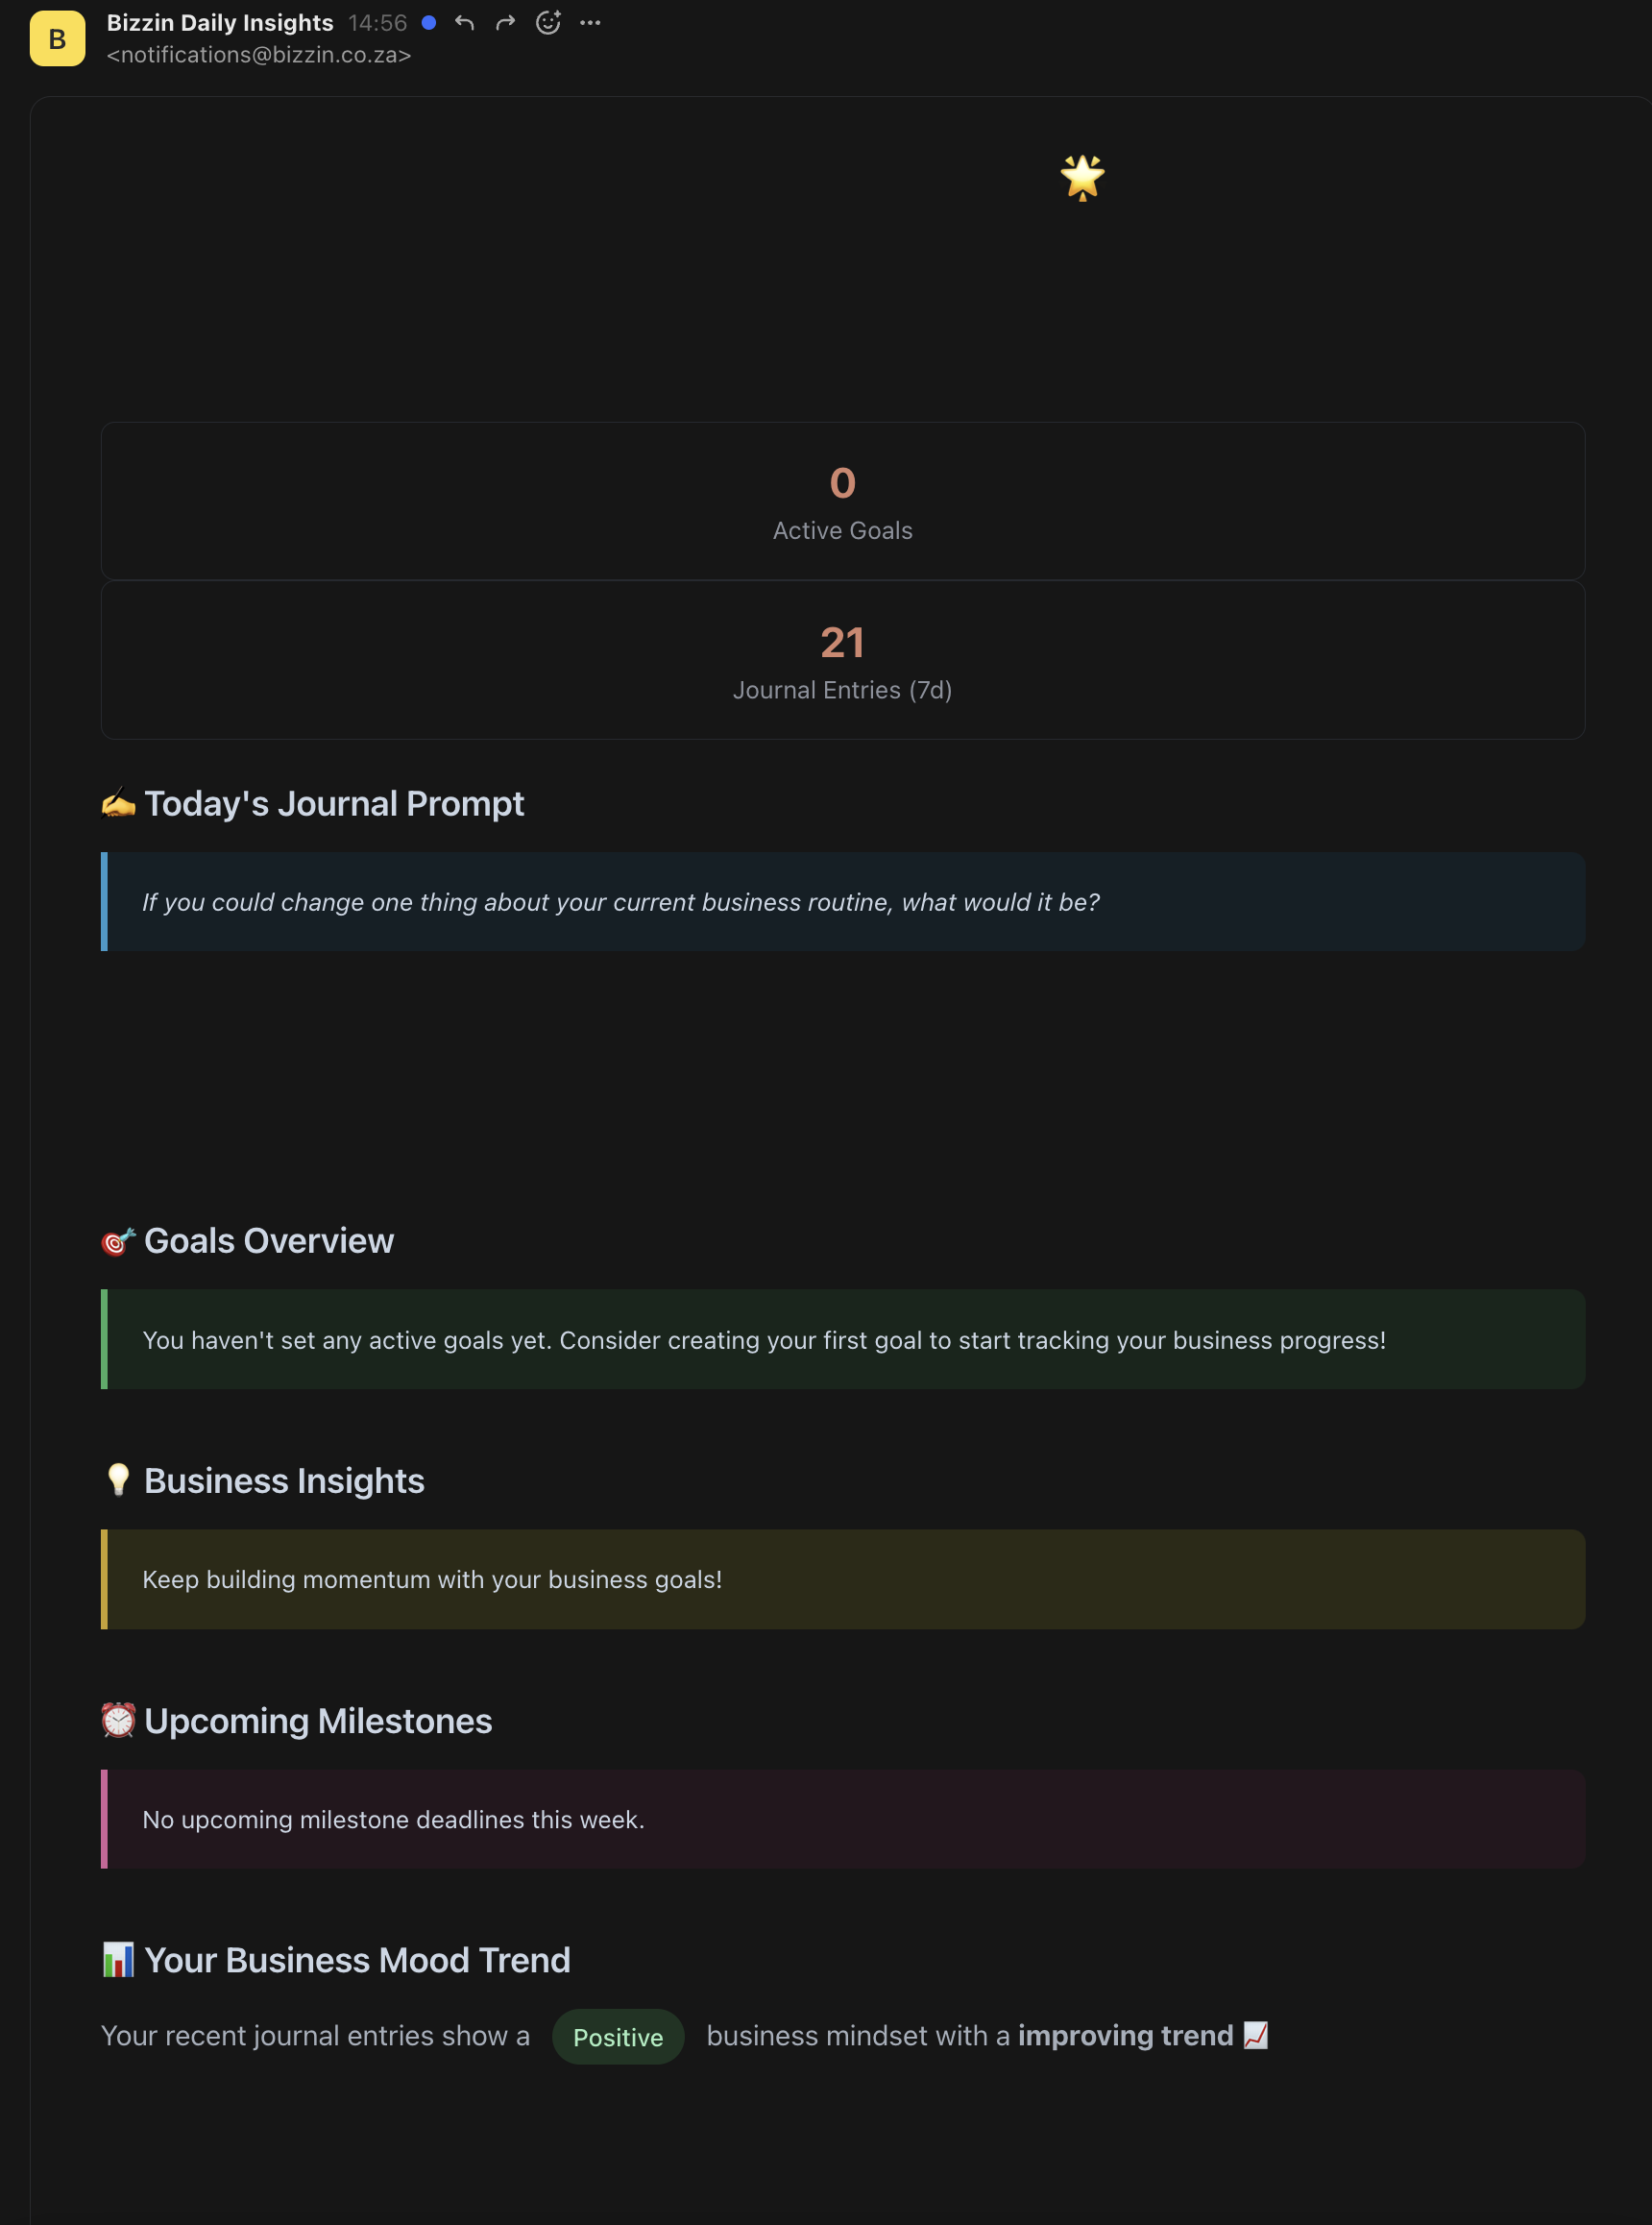 B
Bizzin Daily Insights 14:56
<notifications@bizzin.co.za>
🌟
0
Active Goals
21
Journal Entries (7d)
✍️ Today's Journal Prompt
If you could change one thing about your current business routine, what would it be?
🎯 Goals Overview
You haven't set any active goals yet. Consider creating your first goal to start tracking your business progress!
💡 Business Insights
Keep building momentum with your business goals!
⏰ Upcoming Milestones
No upcoming milestone deadlines this week.
📊 Your Business Mood Trend
Your recent journal entries show a Positive business mindset with a improving trend 📈